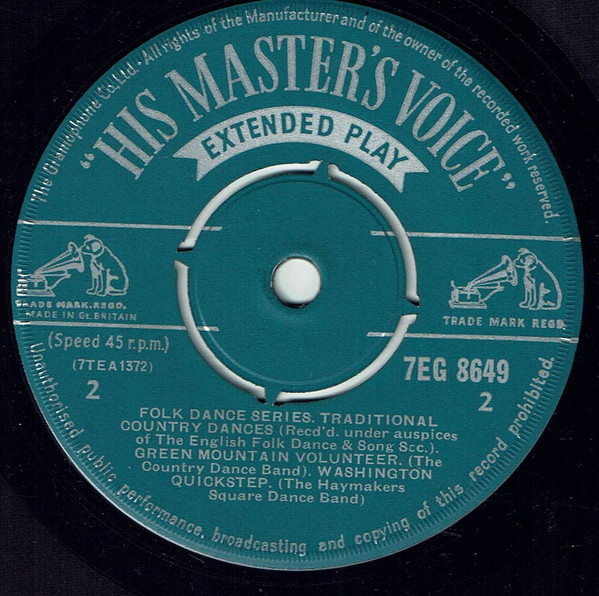 The Gramophone Co. Ltd. · All rights of the Manufacturer and of the owner of the recorded work reserved.
"HIS MASTER'S VOICE"
EXTENDED PLAY
TRADE MARK. REGD.
MADE IN Gt. BRITAIN
TRADE MARK REGD.
(Speed 45 r.p.m.)
(7TEA1372)
2
7EG 8649
2
FOLK DANCE SERIES. TRADITIONAL
COUNTRY DANCES (Recd'd. under auspices
of The English Folk Dance & Song Scc.).
GREEN MOUNTAIN VOLUNTEER. (The
Country Dance Band). WASHINGTON
QUICKSTEP. (The Haymakers
Square Dance Band)
Unauthorised public performance, broadcasting and copying of this record prohibited.